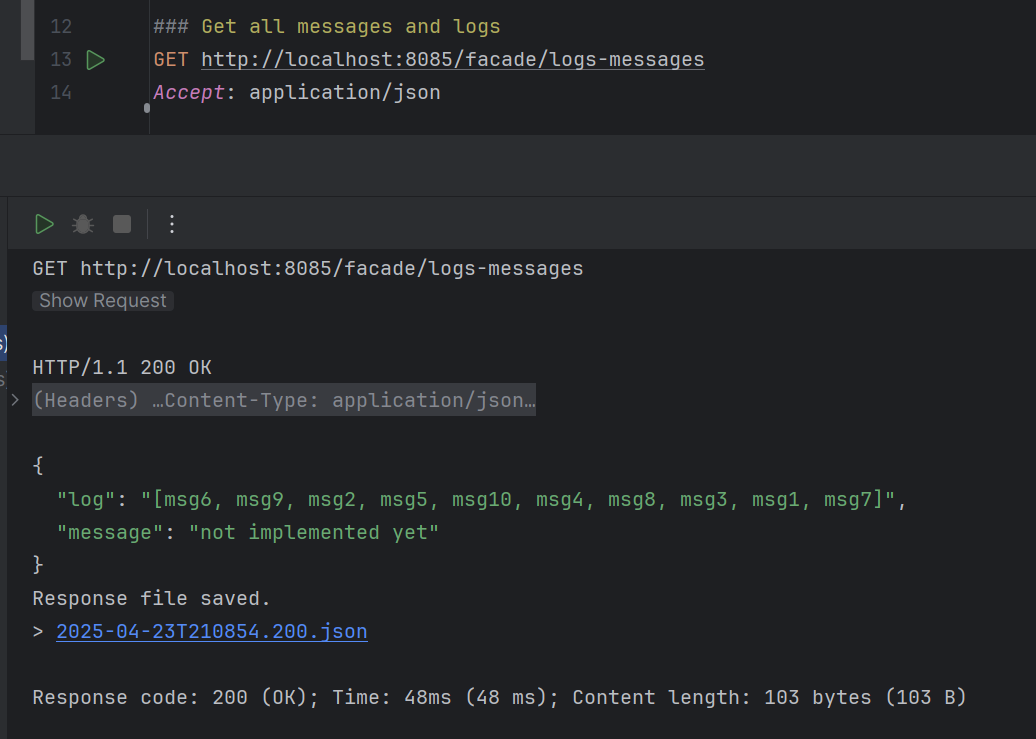 12 ### Get all messages and logs
13 GET http://localhost:8085/facade/logs-messages
14 Accept: application/json
GET http://localhost:8085/facade/logs-messages
Show Request
HTTP/1.1 200 OK
(Headers) …Content-Type: application/json…
{
"log": "[msg6, msg9, msg2, msg5, msg10, msg4, msg8, msg3, msg1, msg7]",
"message": "not implemented yet"
}
Response file saved.
> 2025-04-23T210854.200.json
Response code: 200 (OK); Time: 48ms (48 ms); Content length: 103 bytes (103 B)